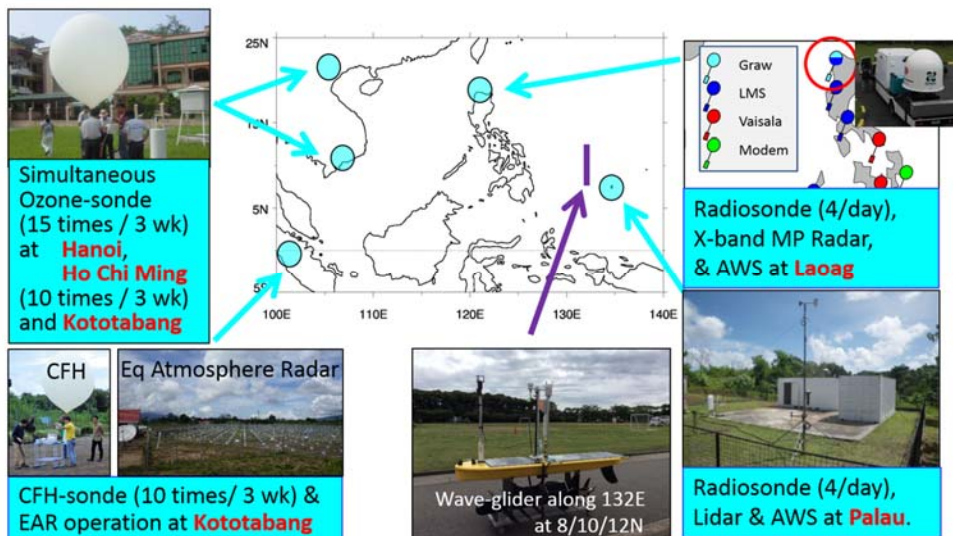 Simultaneous
Ozone-sonde
(15 times / 3 wk)
at Hanoi,
Ho Chi Ming
(10 times / 3 wk)
and Kototabang
25N
15N
5N
5S
100E
110E
120E
130E
140E
Graw
LMS
Vaisala
Modem
Radiosonde (4/day),
X-band MP Radar,
& AWS at Laoag
CFH
Eq Atmosphere Radar
CFH-sonde (10 times/ 3 wk) &
EAR operation at Kototabang
Wave-glider along 132E
at 8/10/12N
Radiosonde (4/day),
Lidar & AWS at Palau.